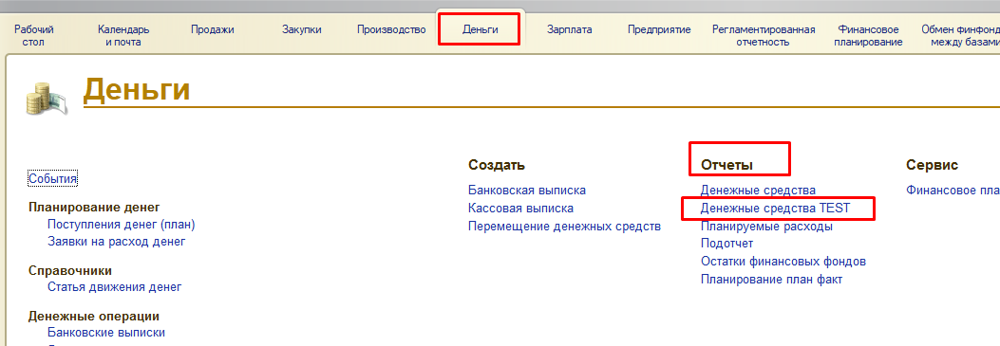 Рабочий стол
Календарь и почта
Продажи
Закупки
Производство
Деньги
Зарплата
Предприятие
Регламентированная отчетность
Финансовое планирование
Обмен финфонд
между базами
Деньги
События
Планирование денег
Поступления денег (план)
Заявки на расход денег
Справочники
Статья движения денег
Денежные операции
Банковские выписки
Создать
Банковская выписка
Кассовая выписка
Перемещение денежных средств
Отчеты
Денежные средства
Денежные средства TEST
Планируемые расходы
Подотчет
Остатки финансовых фондов
Планирование план факт
Сервис
Финансовое пла